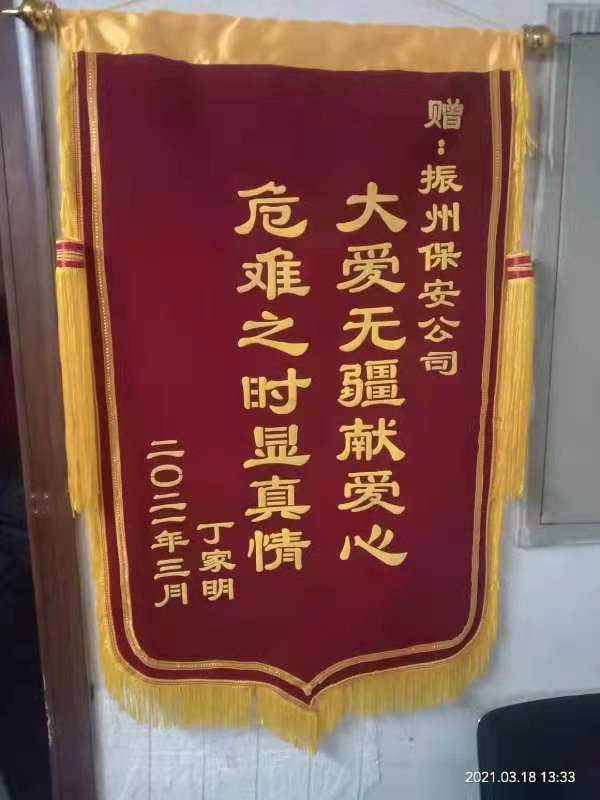 赠：振州保安公司
大爱无疆献爱心
危难之时显真情
丁家明
二〇二一年三月
2021.03.18 13:33